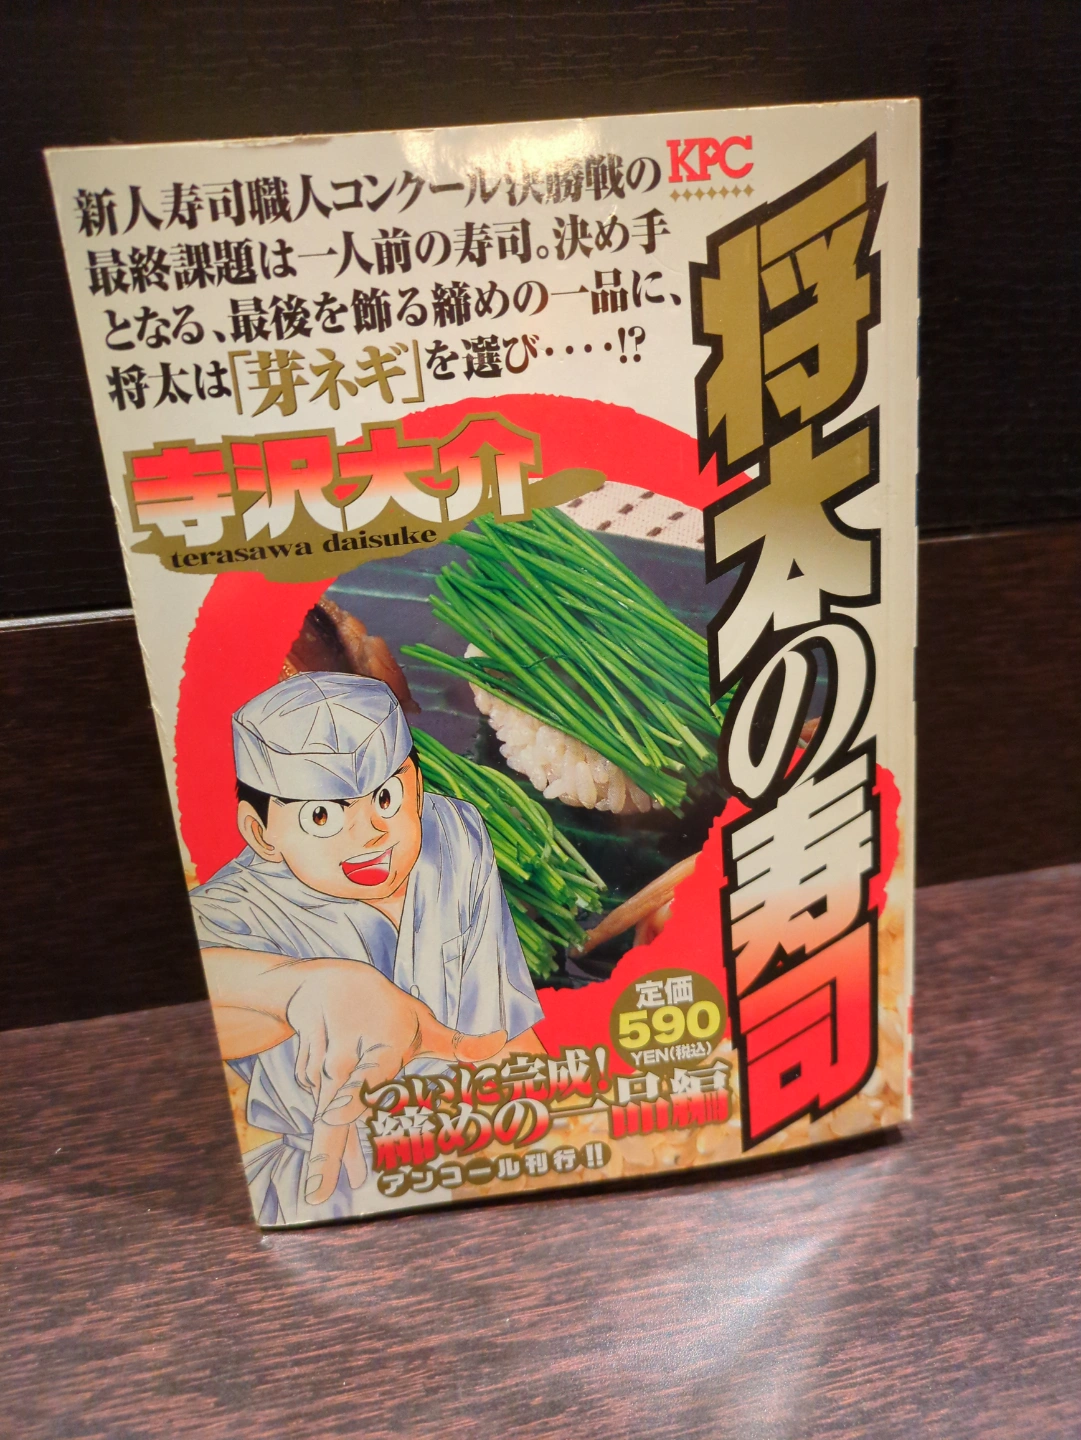 新人寿司職人コンクール決勝戦の
最終課題は一人前の寿司。決め手
となる、最後を飾る締めの一品に、
将太は「芽ネギ」を選び‥‥!?
KPC
将太の寿司
寺沢大介
terasawa daisuke
定価
590
YEN(税込)
ついに完成!
締めの一品編
アンコール刊行!!